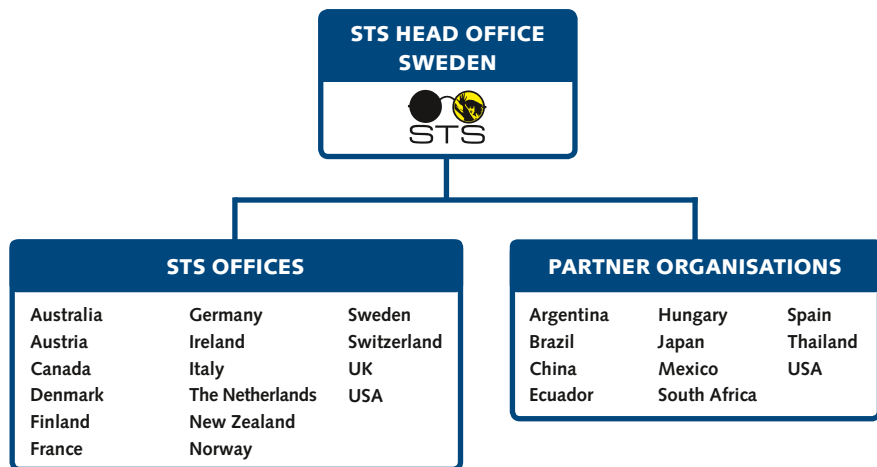 STS HEAD OFFICE
SWEDEN
STS
STS OFFICES
Australia
Austria
Canada
Denmark
Finland
France
Germany
Ireland
Italy
The Netherlands
New Zealand
Norway
Sweden
Switzerland
UK
USA
PARTNER ORGANISATIONS
Argentina
Brazil
China
Ecuador
Hungary
Japan
Mexico
South Africa
Spain
Thailand
USA